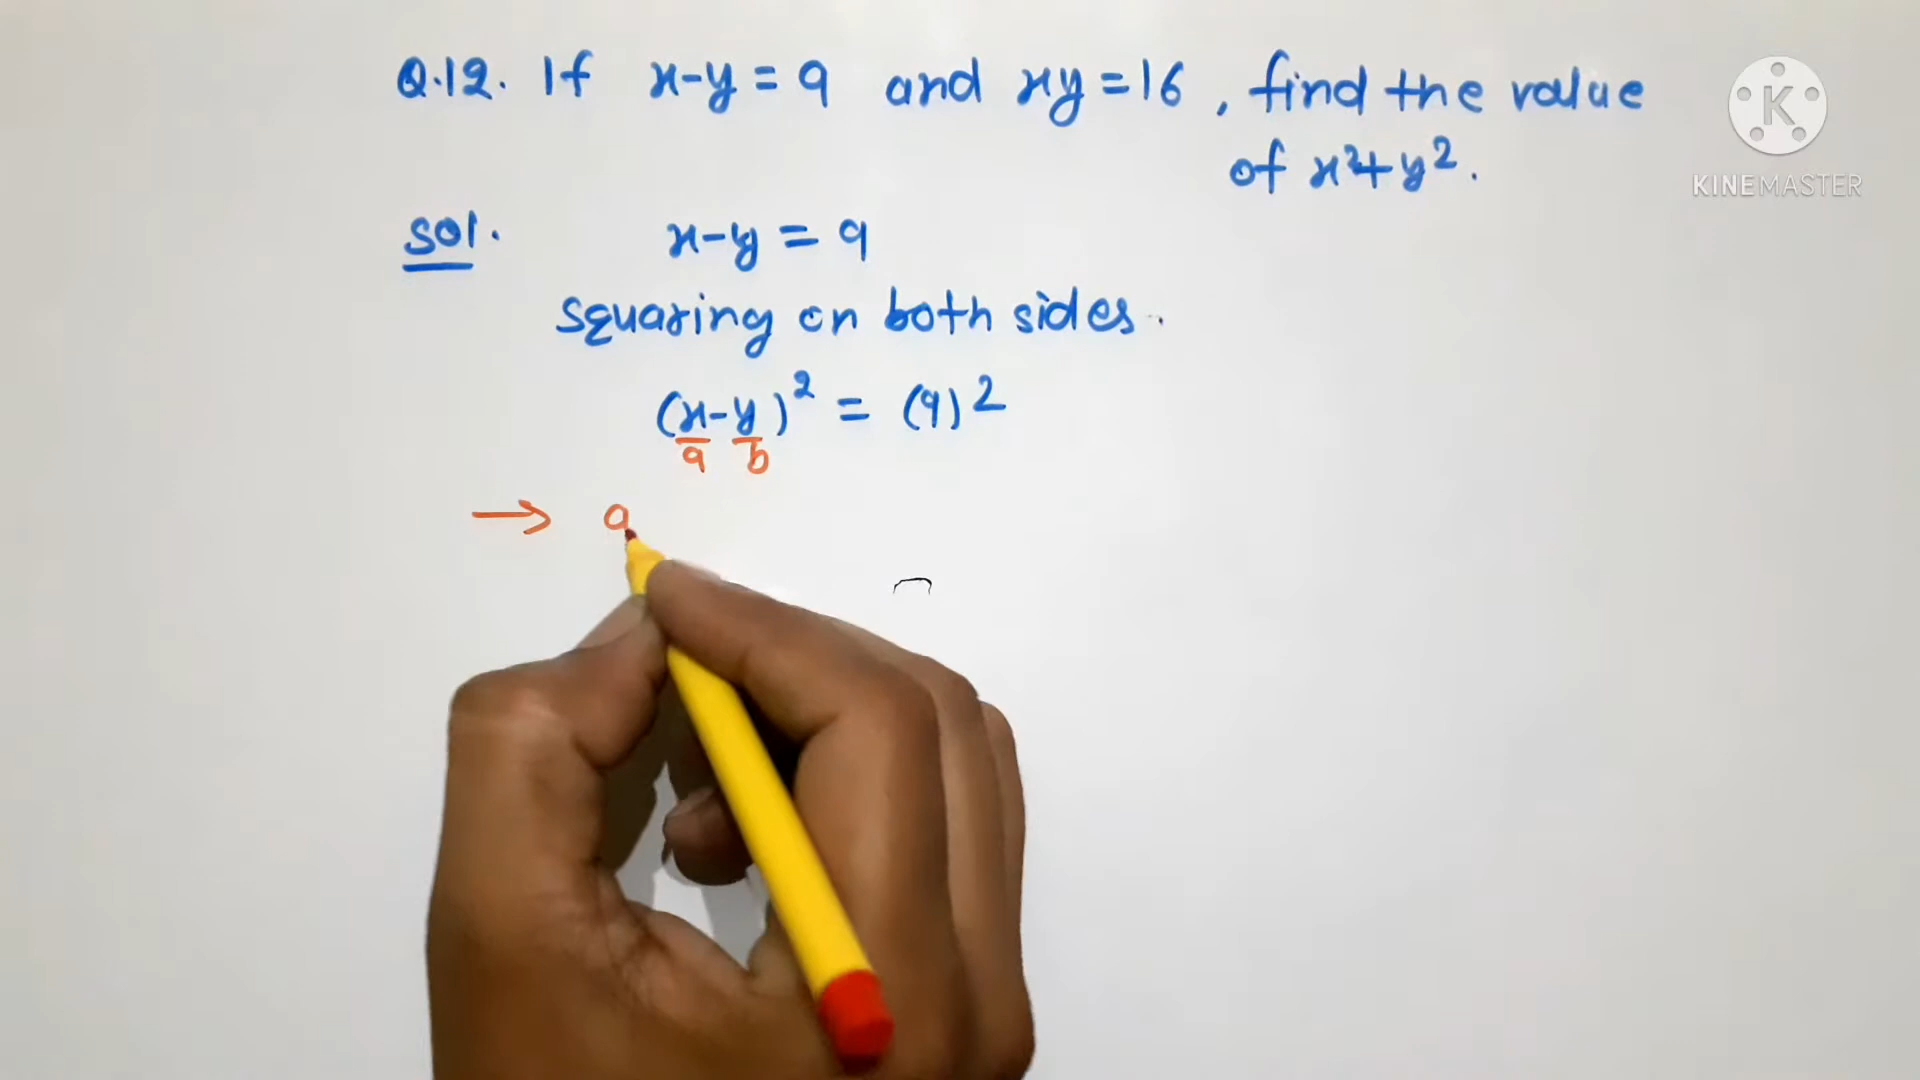 Q.12. If x-y = 9 and xy = 16, find the value
of x²+y².
Sol. x-y = 9
squaring on both sides.
(x-y)² = (9)²
a b
→ a
K
KINEMASTER